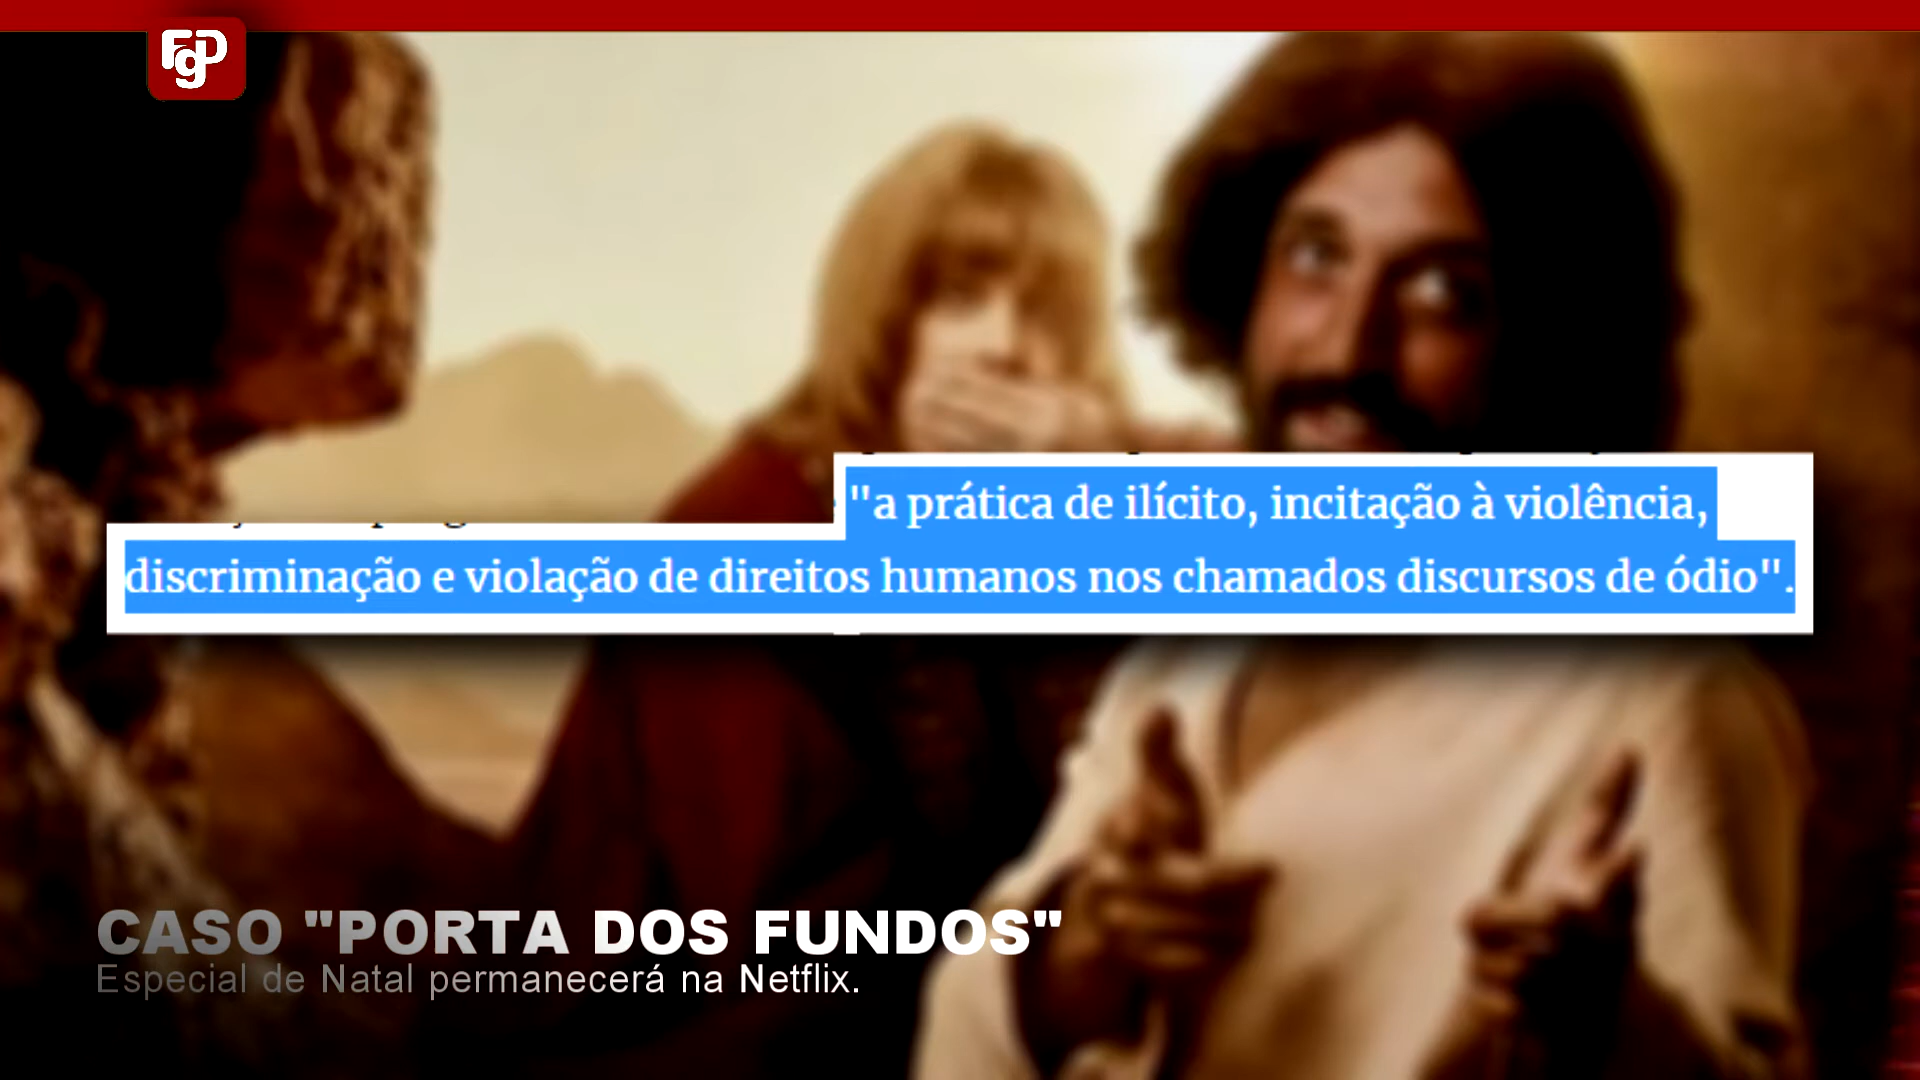 FgP
"a prática de ilícito, incitação à violência,
discriminação e violação de direitos humanos nos chamados discursos de ódio".
CASO "PORTA DOS FUNDOS"
Especial de Natal permanecerá na Netflix.